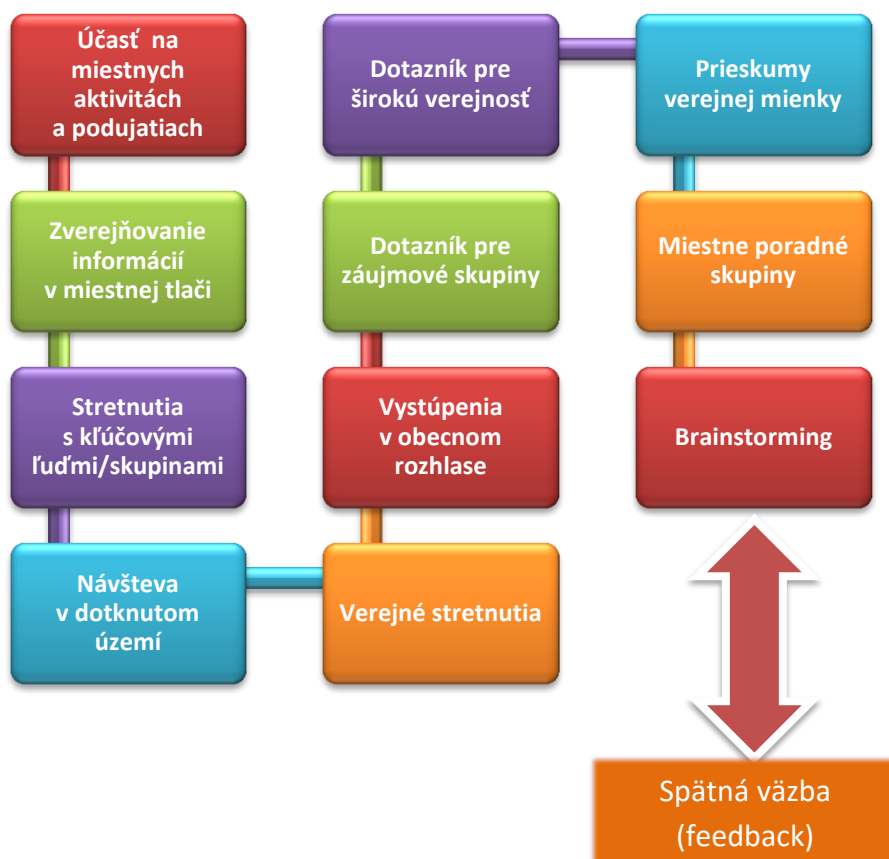 Účasť na
miestnych
aktivitách
a podujatiach
Zverejňovanie
informácií
v miestnej tlači
Stretnutia
s kľúčovými
ľuďmi/skupinami
Návšteva
v dotknutom
území
Verejné stretnutia
Vystúpenia
v obecnom
rozhlase
Dotazník pre
záujmové skupiny
Dotazník pre
širokú verejnosť
Prieskumy
verejnej mienky
Miestne poradné
skupiny
Brainstorming
Spätná väzba
(feedback)